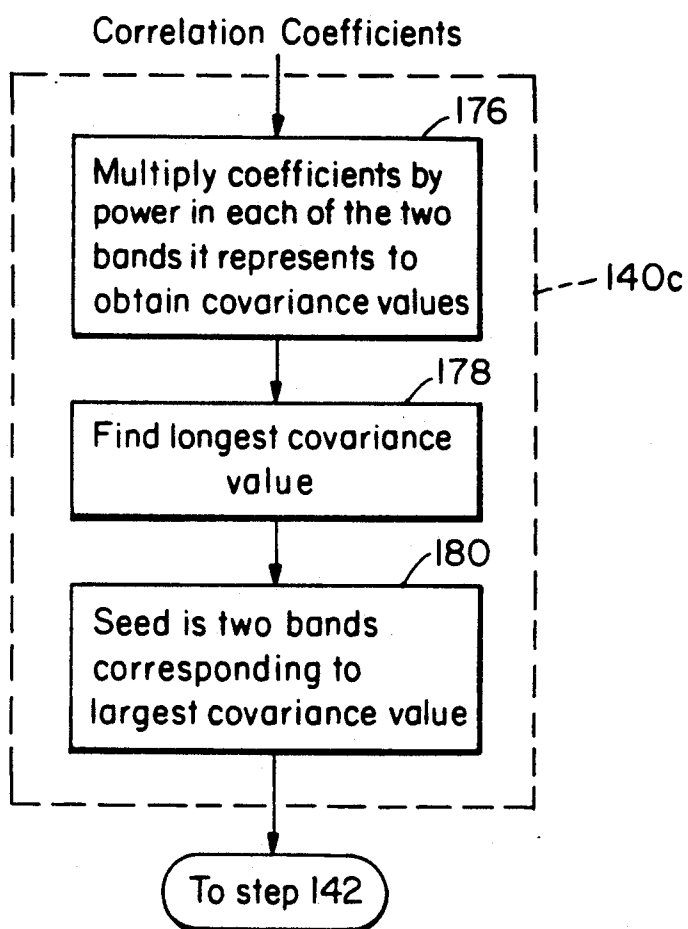 Correlation Coefficients
176
Multiply coefficients by
power in each of the two
bands it represents to
obtain covariance values
140c
178
Find longest covariance
value
180
Seed is two bands
corresponding to
largest covariance value
To step 142